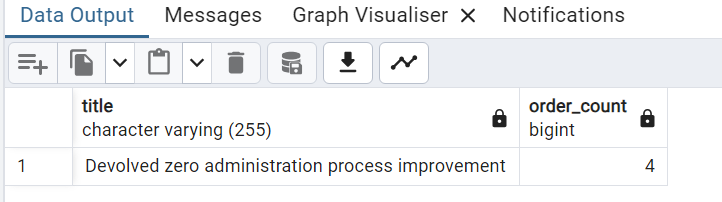 Data Output Messages Graph Visualiser Notifications
title order_count
character varying (255) bigint
1 Devolved zero administration process improvement 4